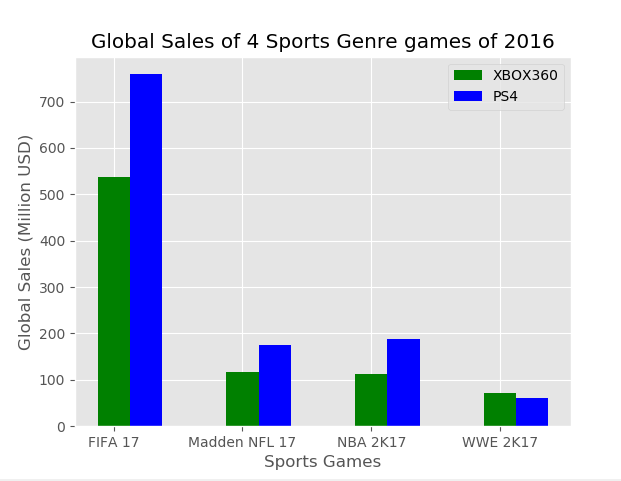 Global Sales of 4 Sports Genre games of 2016
XBOX360
PS4
Global Sales (Million USD)
700
600
500
400
300
200
100
0
FIFA 17 Madden NFL 17 NBA 2K17 WWE 2K17
Sports Games